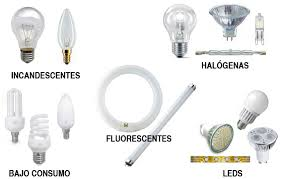 INCANDESCENTES
HALÓGENAS
FLUORESCENTES
BAJO CONSUMO
LEDS